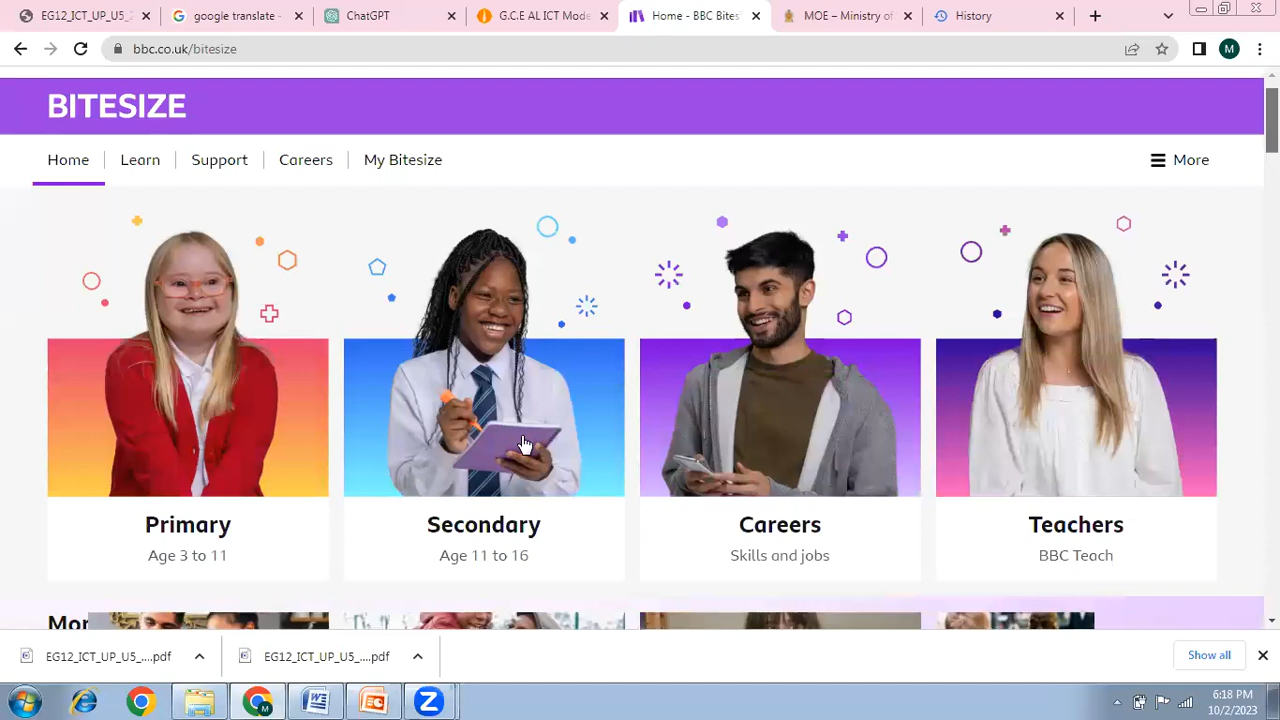 EG12_ICT_UP_U5_2
google translate -
ChatGPT
G.C.E AL ICT Mode
Home - BBC Bites
MOE – Ministry of
History
bbc.co.uk/bitesize
M
BITESIZE
Home
Learn
Support
Careers
My Bitesize
More
Primary
Age 3 to 11
Secondary
Age 11 to 16
Careers
Skills and jobs
Teachers
BBC Teach
Mor
EG12_ICT_UP_U5_....pdf
EG12_ICT_UP_U5_....pdf
Show all
6:18 PM
10/2/2023